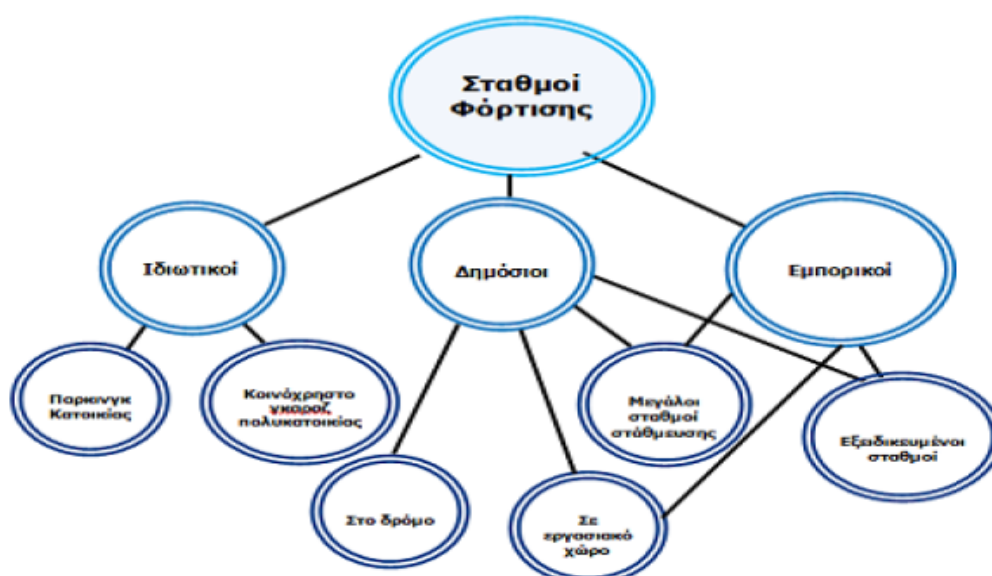 Σταθμοί
Φόρτισης
Ιδιωτικοί
Δημόσιοι
Εμπορικοί
Παρκινγκ
Κατοικίας
Κοινόχρηστο
γκαράζ
πολυκατοικίας
Μεγάλοι
σταθμοί
στάθμευσης
Εξειδικευμένοι
σταθμοί
Στο δρόμο
Σε
εργασιακό
χώρο